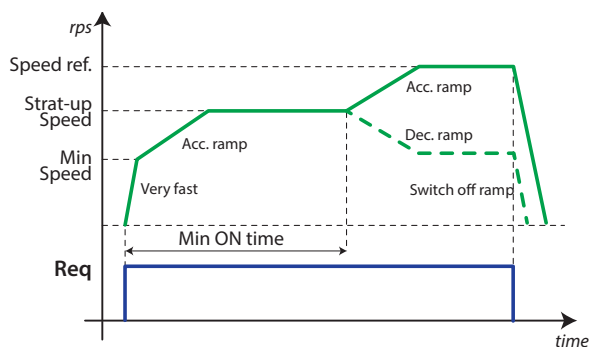 rps
Speed ref.
Acc. ramp
Strat-up
Speed
Acc. ramp
Dec. ramp
Min
Speed
Very fast
Switch off ramp
Min ON time
Req
time